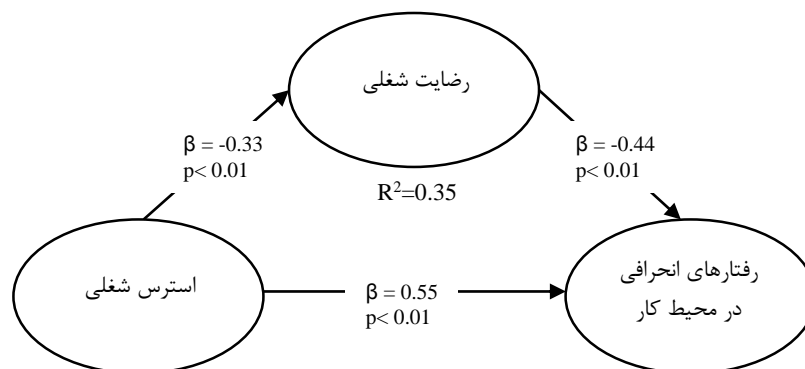 رضایت شغلی
β = -0.33
p< 0.01
β = -0.44
p< 0.01
R²=0.35
استرس شغلی
β = 0.55
p< 0.01
رفتارهای انحرافی
در محیط کار